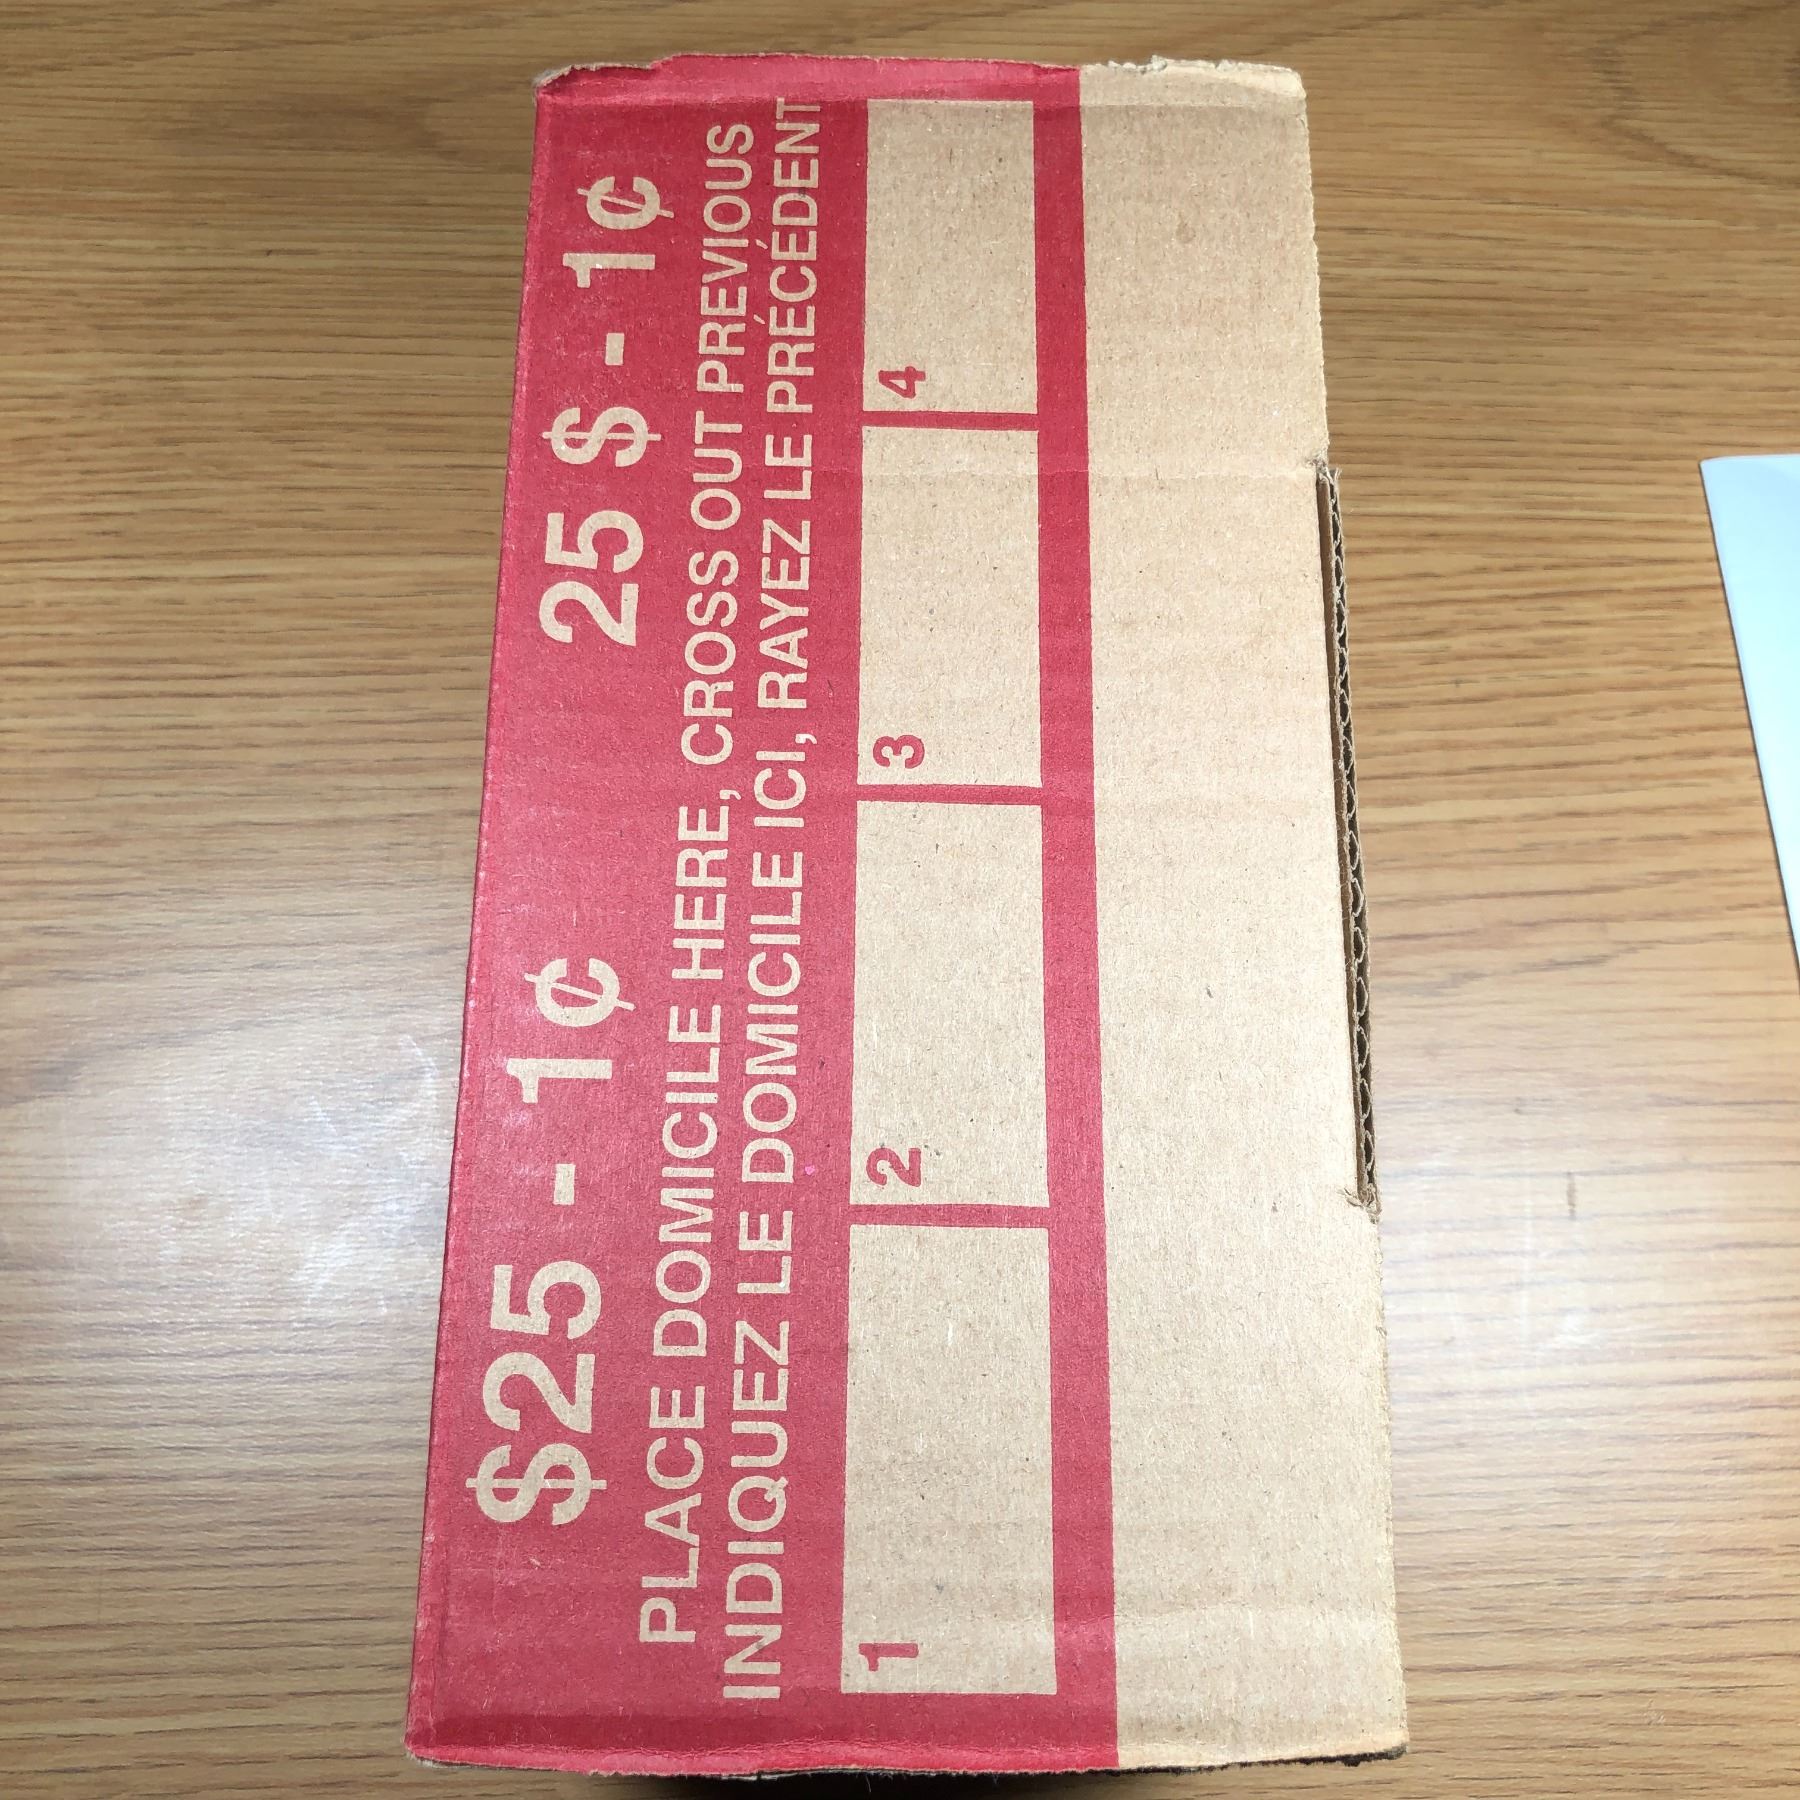 $25 - 1¢ 25 $ - 1¢
PLACE DOMICILE HERE, CROSS OUT PREVIOUS
INDIQUEZ LE DOMICILE ICI, RAYEZ LE PRÉCÉDENT
1 2 3 4